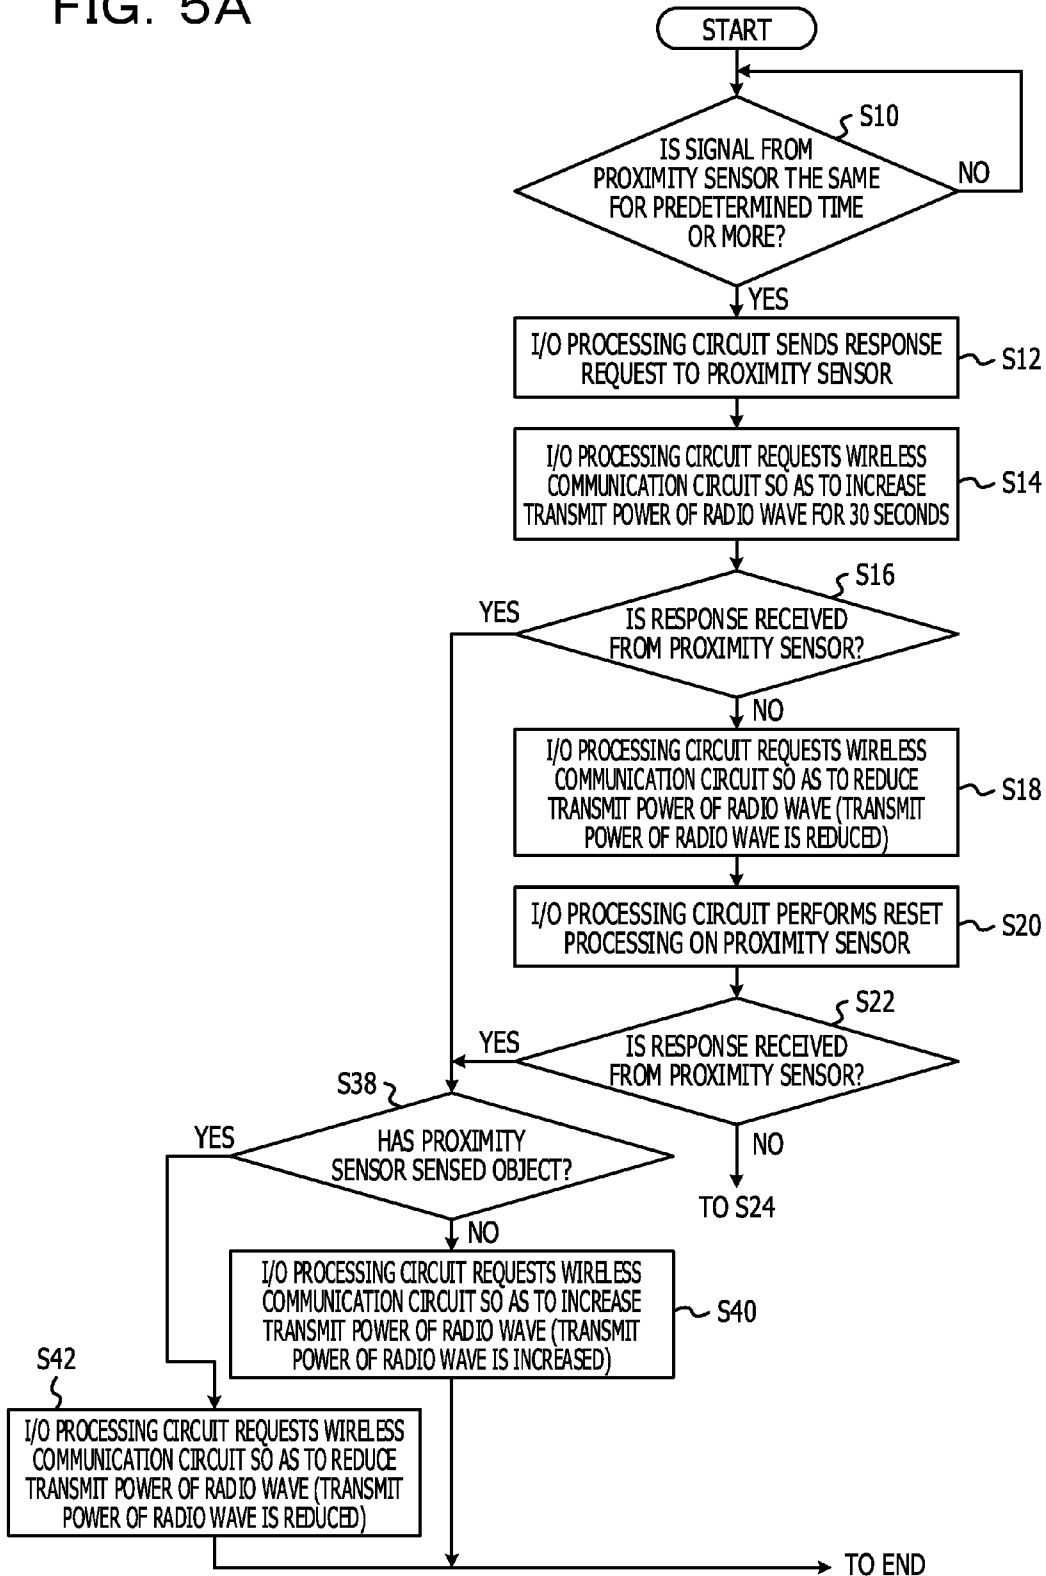 FIG. 5A
START
S10
IS SIGNAL FROM
PROXIMITY SENSOR THE SAME
FOR PREDETERMINED TIME
OR MORE?
NO
YES
I/O PROCESSING CIRCUIT SENDS RESPONSE
REQUEST TO PROXIMITY SENSOR
S12
I/O PROCESSING CIRCUIT REQUESTS WIRELESS
COMMUNICATION CIRCUIT SO AS TO INCREASE
TRANSMIT POWER OF RADIO WAVE FOR 30 SECONDS
S14
S16
YES
IS RESPONSE RECEIVED
FROM PROXIMITY SENSOR?
NO
I/O PROCESSING CIRCUIT REQUESTS WIRELESS
COMMUNICATION CIRCUIT SO AS TO REDUCE
TRANSMIT POWER OF RADIO WAVE (TRANSMIT
POWER OF RADIO WAVE IS REDUCED)
S18
I/O PROCESSING CIRCUIT PERFORMS RESET
PROCESSING ON PROXIMITY SENSOR
S20
S22
YES
IS RESPONSE RECEIVED
FROM PROXIMITY SENSOR?
NO
TO S24
S38
YES
HAS PROXIMITY
SENSOR SENSED OBJECT?
NO
I/O PROCESSING CIRCUIT REQUESTS WIRELESS
COMMUNICATION CIRCUIT SO AS TO INCREASE
TRANSMIT POWER OF RADIO WAVE (TRANSMIT
POWER OF RADIO WAVE IS INCREASED)
S40
S42
I/O PROCESSING CIRCUIT REQUESTS WIRELESS
COMMUNICATION CIRCUIT SO AS TO REDUCE
TRANSMIT POWER OF RADIO WAVE (TRANSMIT
POWER OF RADIO WAVE IS REDUCED)
TO END